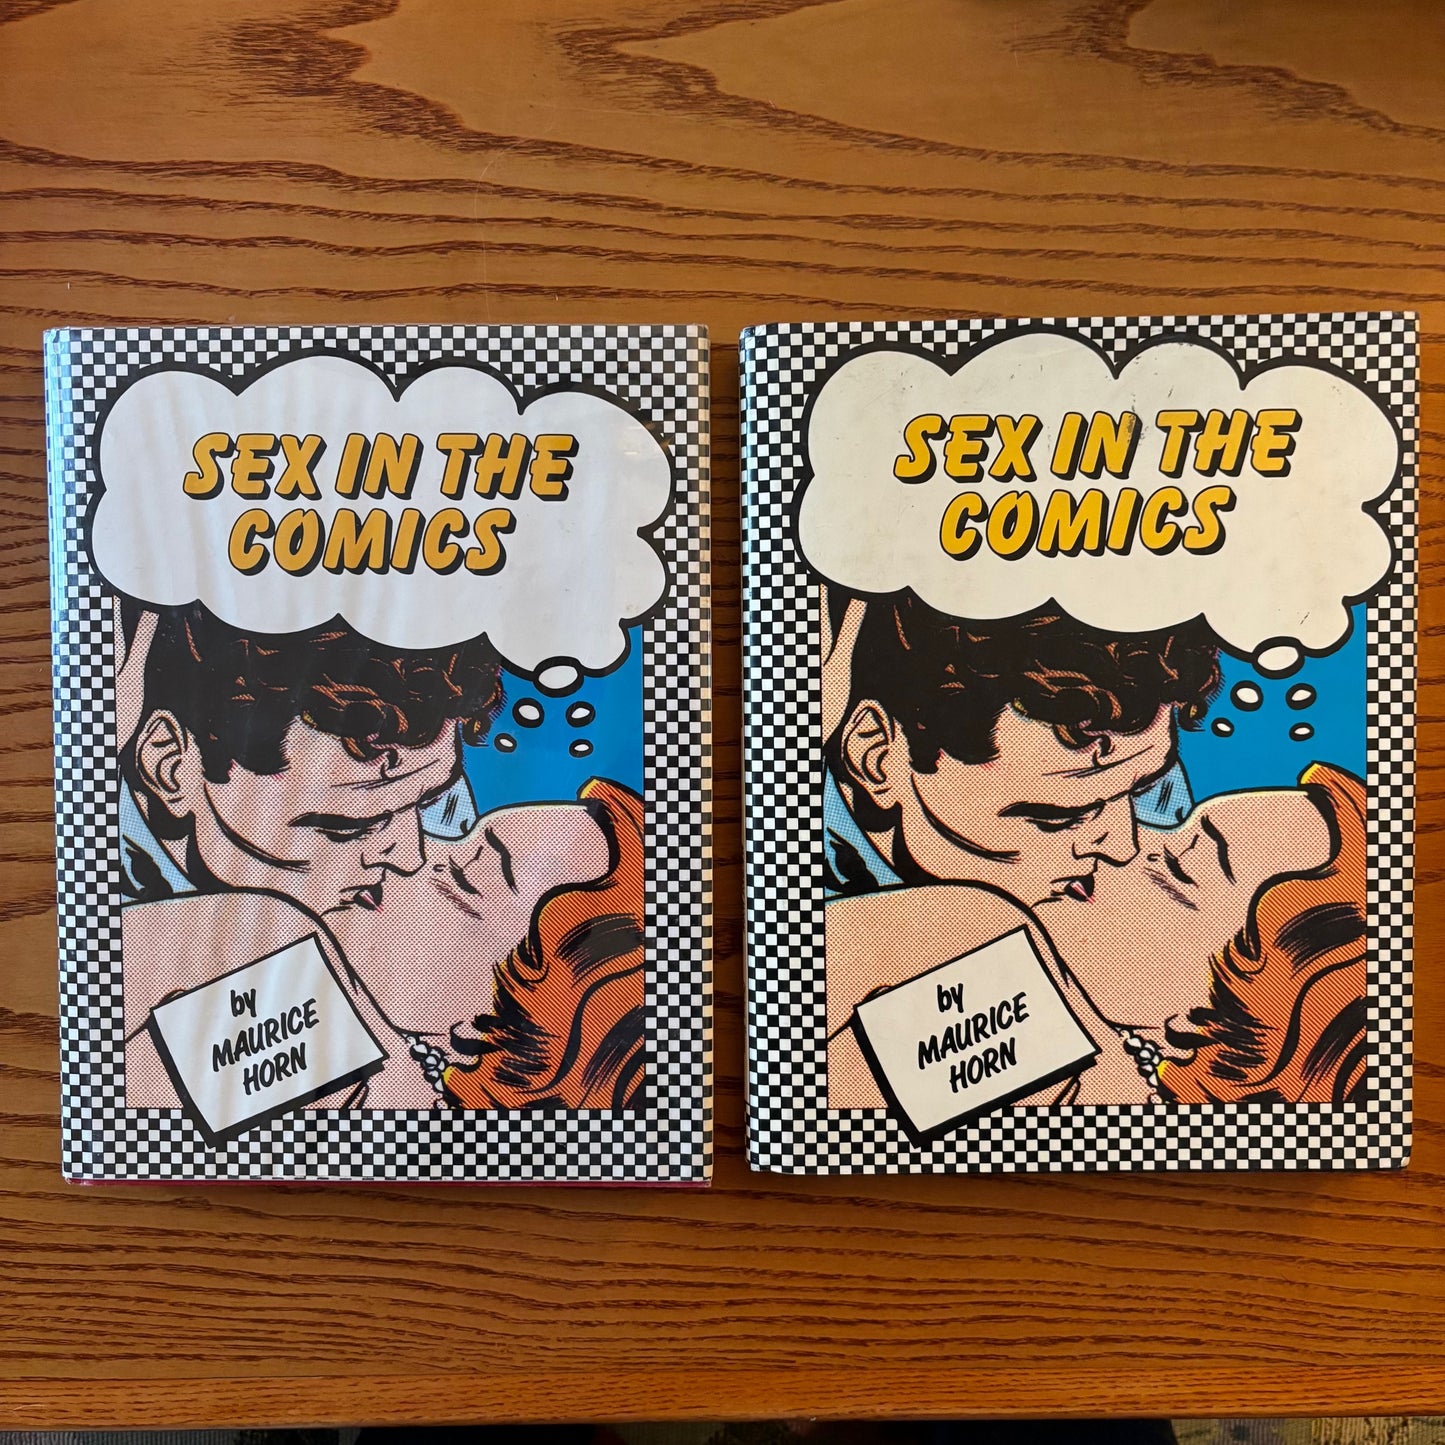 SEX IN THE
COMICS
by
MAURICE
HORN
SEX IN THE
COMICS
by
MAURICE
HORN